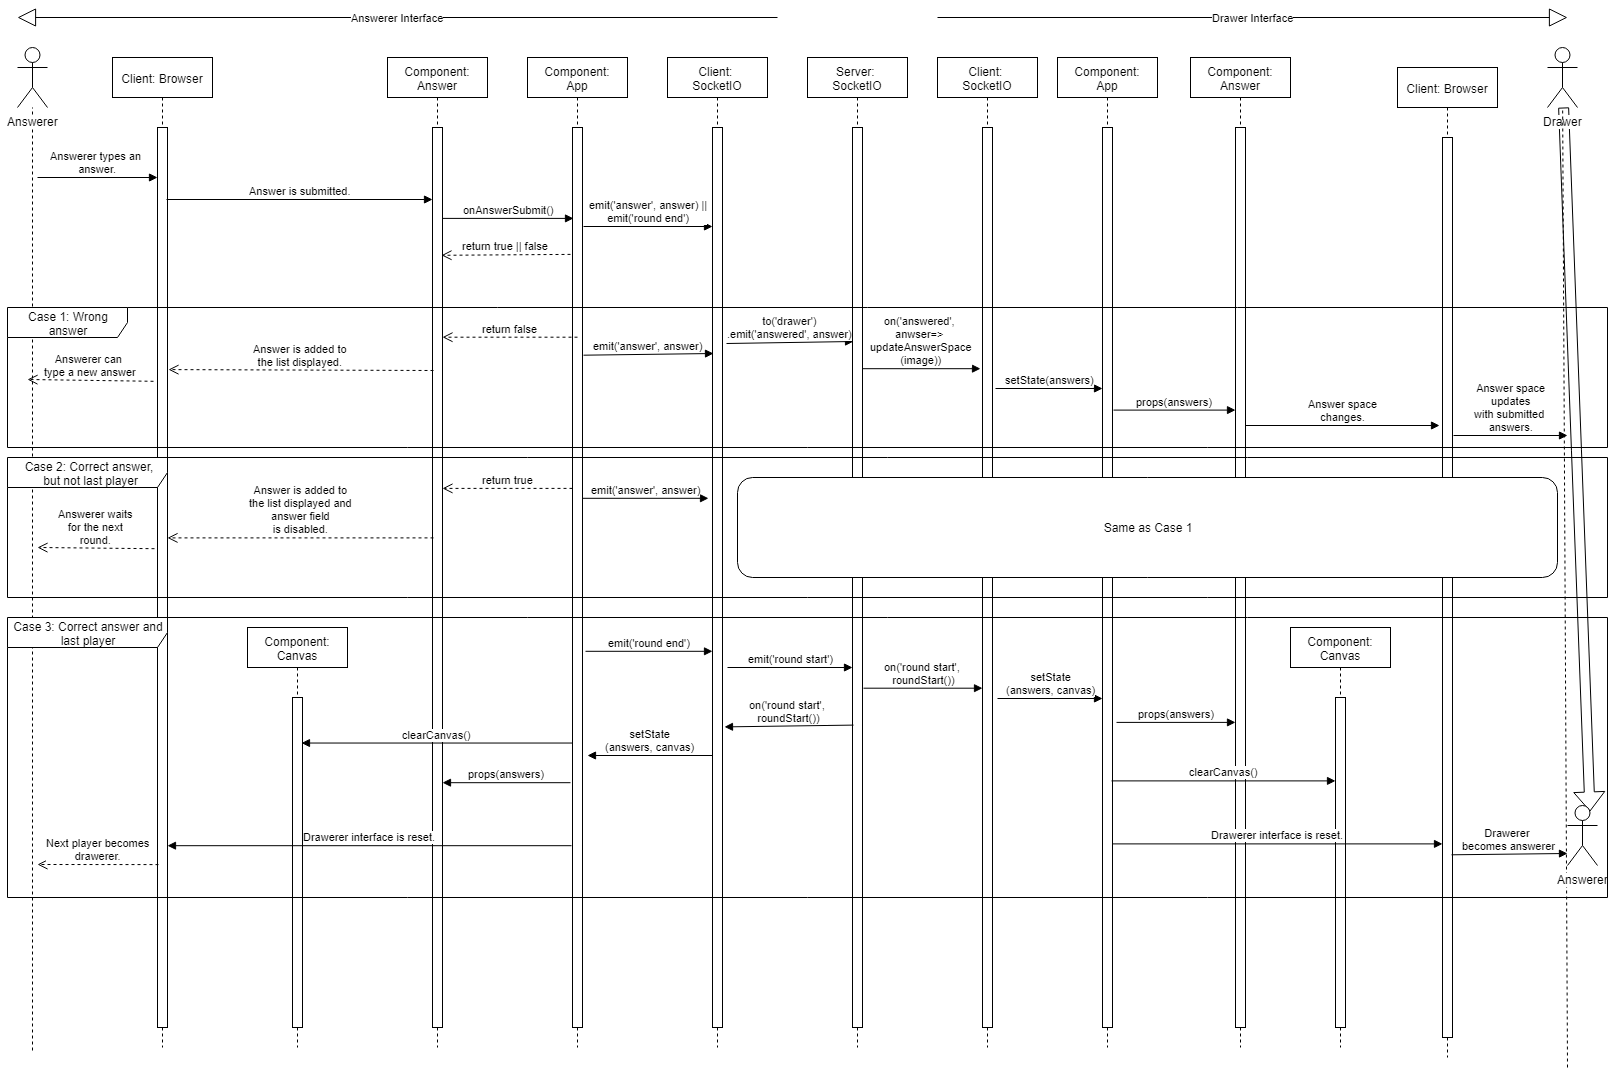 Answerer Interface
Drawer Interface
Answerer
Client: Browser
Component:
Answer
Component:
App
Client:
SocketIO
Server:
SocketIO
Client:
SocketIO
Component:
App
Component:
Answer
Client: Browser
Drawer
Answerer types an
answer.
Answer is submitted.
onAnswerSubmit()
emit('answer', answer) ||
emit('round end')
return true || false
Case 1: Wrong
answer
return false
emit('answer', answer)
to('drawer')
.emit('answered', answer)
on('answered',
anwser=>
updateAnswerSpace
(image))
Answer is added to
the list displayed.
Answerer can
type a new answer
setState(answers)
props(answers)
Answer space
changes.
Answer space
updates
with submitted
answers.
Case 2: Correct answer,
but not last player
return true
emit('answer', answer)
Answer is added to
the list displayed and
answer field
is disabled.
Answerer waits
for the next
round.
Same as Case 1
Case 3: Correct answer and
last player
Component:
Canvas
emit('round end')
emit('round start')
on('round start',
roundStart())
setState
(answers, canvas)
Component:
Canvas
on('round start',
roundStart())
props(answers)
clearCanvas()
setState
(answers, canvas)
props(answers)
clearCanvas()
Drawerer interface is reset.
Next player becomes
drawerer.
Drawerer interface is reset.
Drawerer
becomes answerer
Answerer